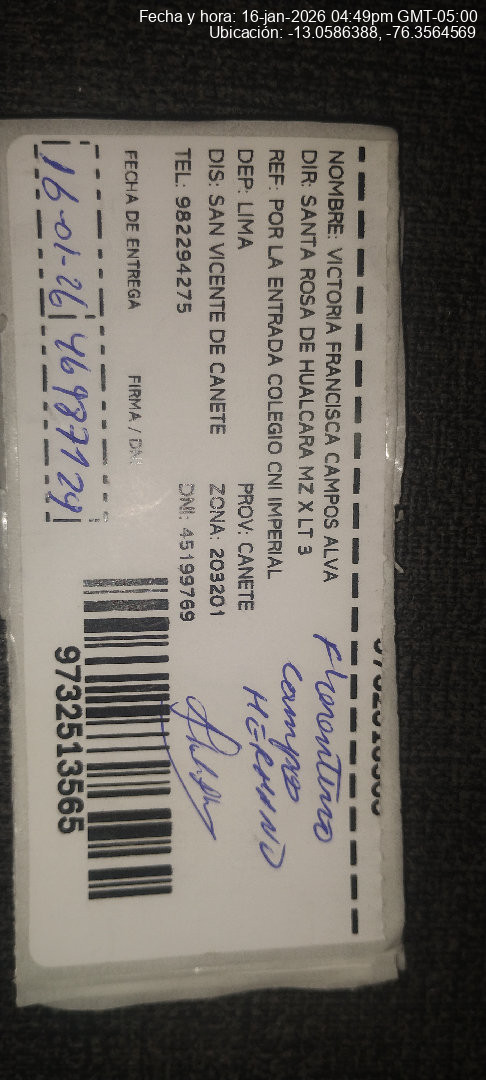 Fecha y hora: 16-jan-2026 04:49pm GMT-05:00
Ubicación: -13.0586388, -76.3564569
NOMBRE: VICTORIA FRANCISCA CAMPOS ALVA
DIR: SANTA ROSA DE HUALCARA MZ X LT 3
REF: POR LA ENTRADA COLEGIO CNI IMPERIAL
DEP: LIMA PROV: CANETE
DIS: SAN VICENTE DE CANETE ZONA: 203201
TEL: 982294275 DNI: 45199769
FECHA DE ENTREGA FIRMA / DNI
16-01-26 46987129
Florentino
campos
HERMANO
9732513565